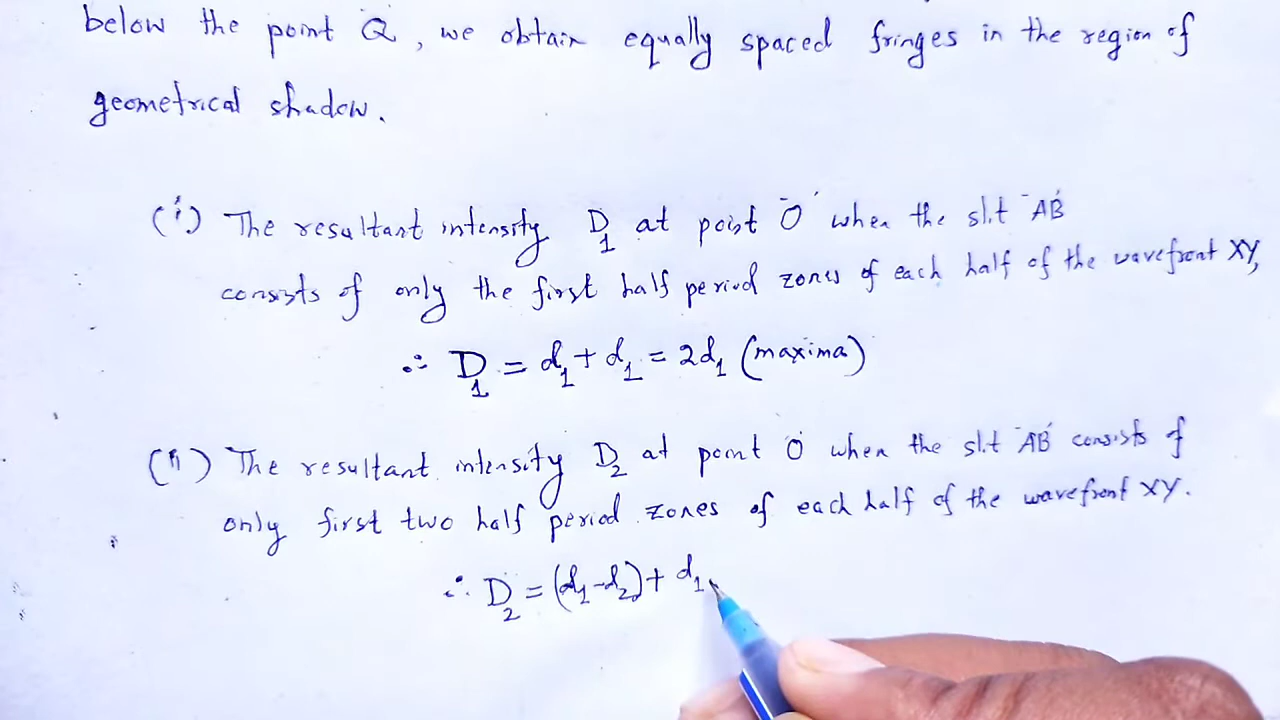 below the point Q, we obtain equally spaced fringes in the region of
geometrical shadow.
(i) The resultant intensity D₁ at point 'O' when the slit 'AB'
consists of only the first half period zones of each half of the wavefront XY,
∴ D₁ = d₁ + d₁ = 2d₁ (maxima)
(ii) The resultant intensity D₂ at point O when the slit 'AB' consists of
only first two half period zones of each half of the wavefront XY.
∴ D₂ = (d₁-d₂) + d₁